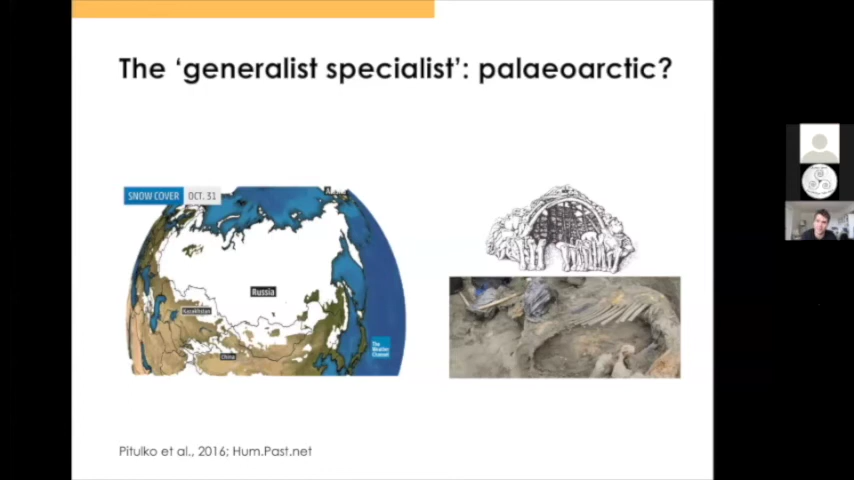 The ‘generalist specialist’: palaeoarctic?
SNOW COVER OCT. 31
Russia
Kazakhstan
China
The
Weather
Channel
Pitulko et al., 2016; Hum.Past.net